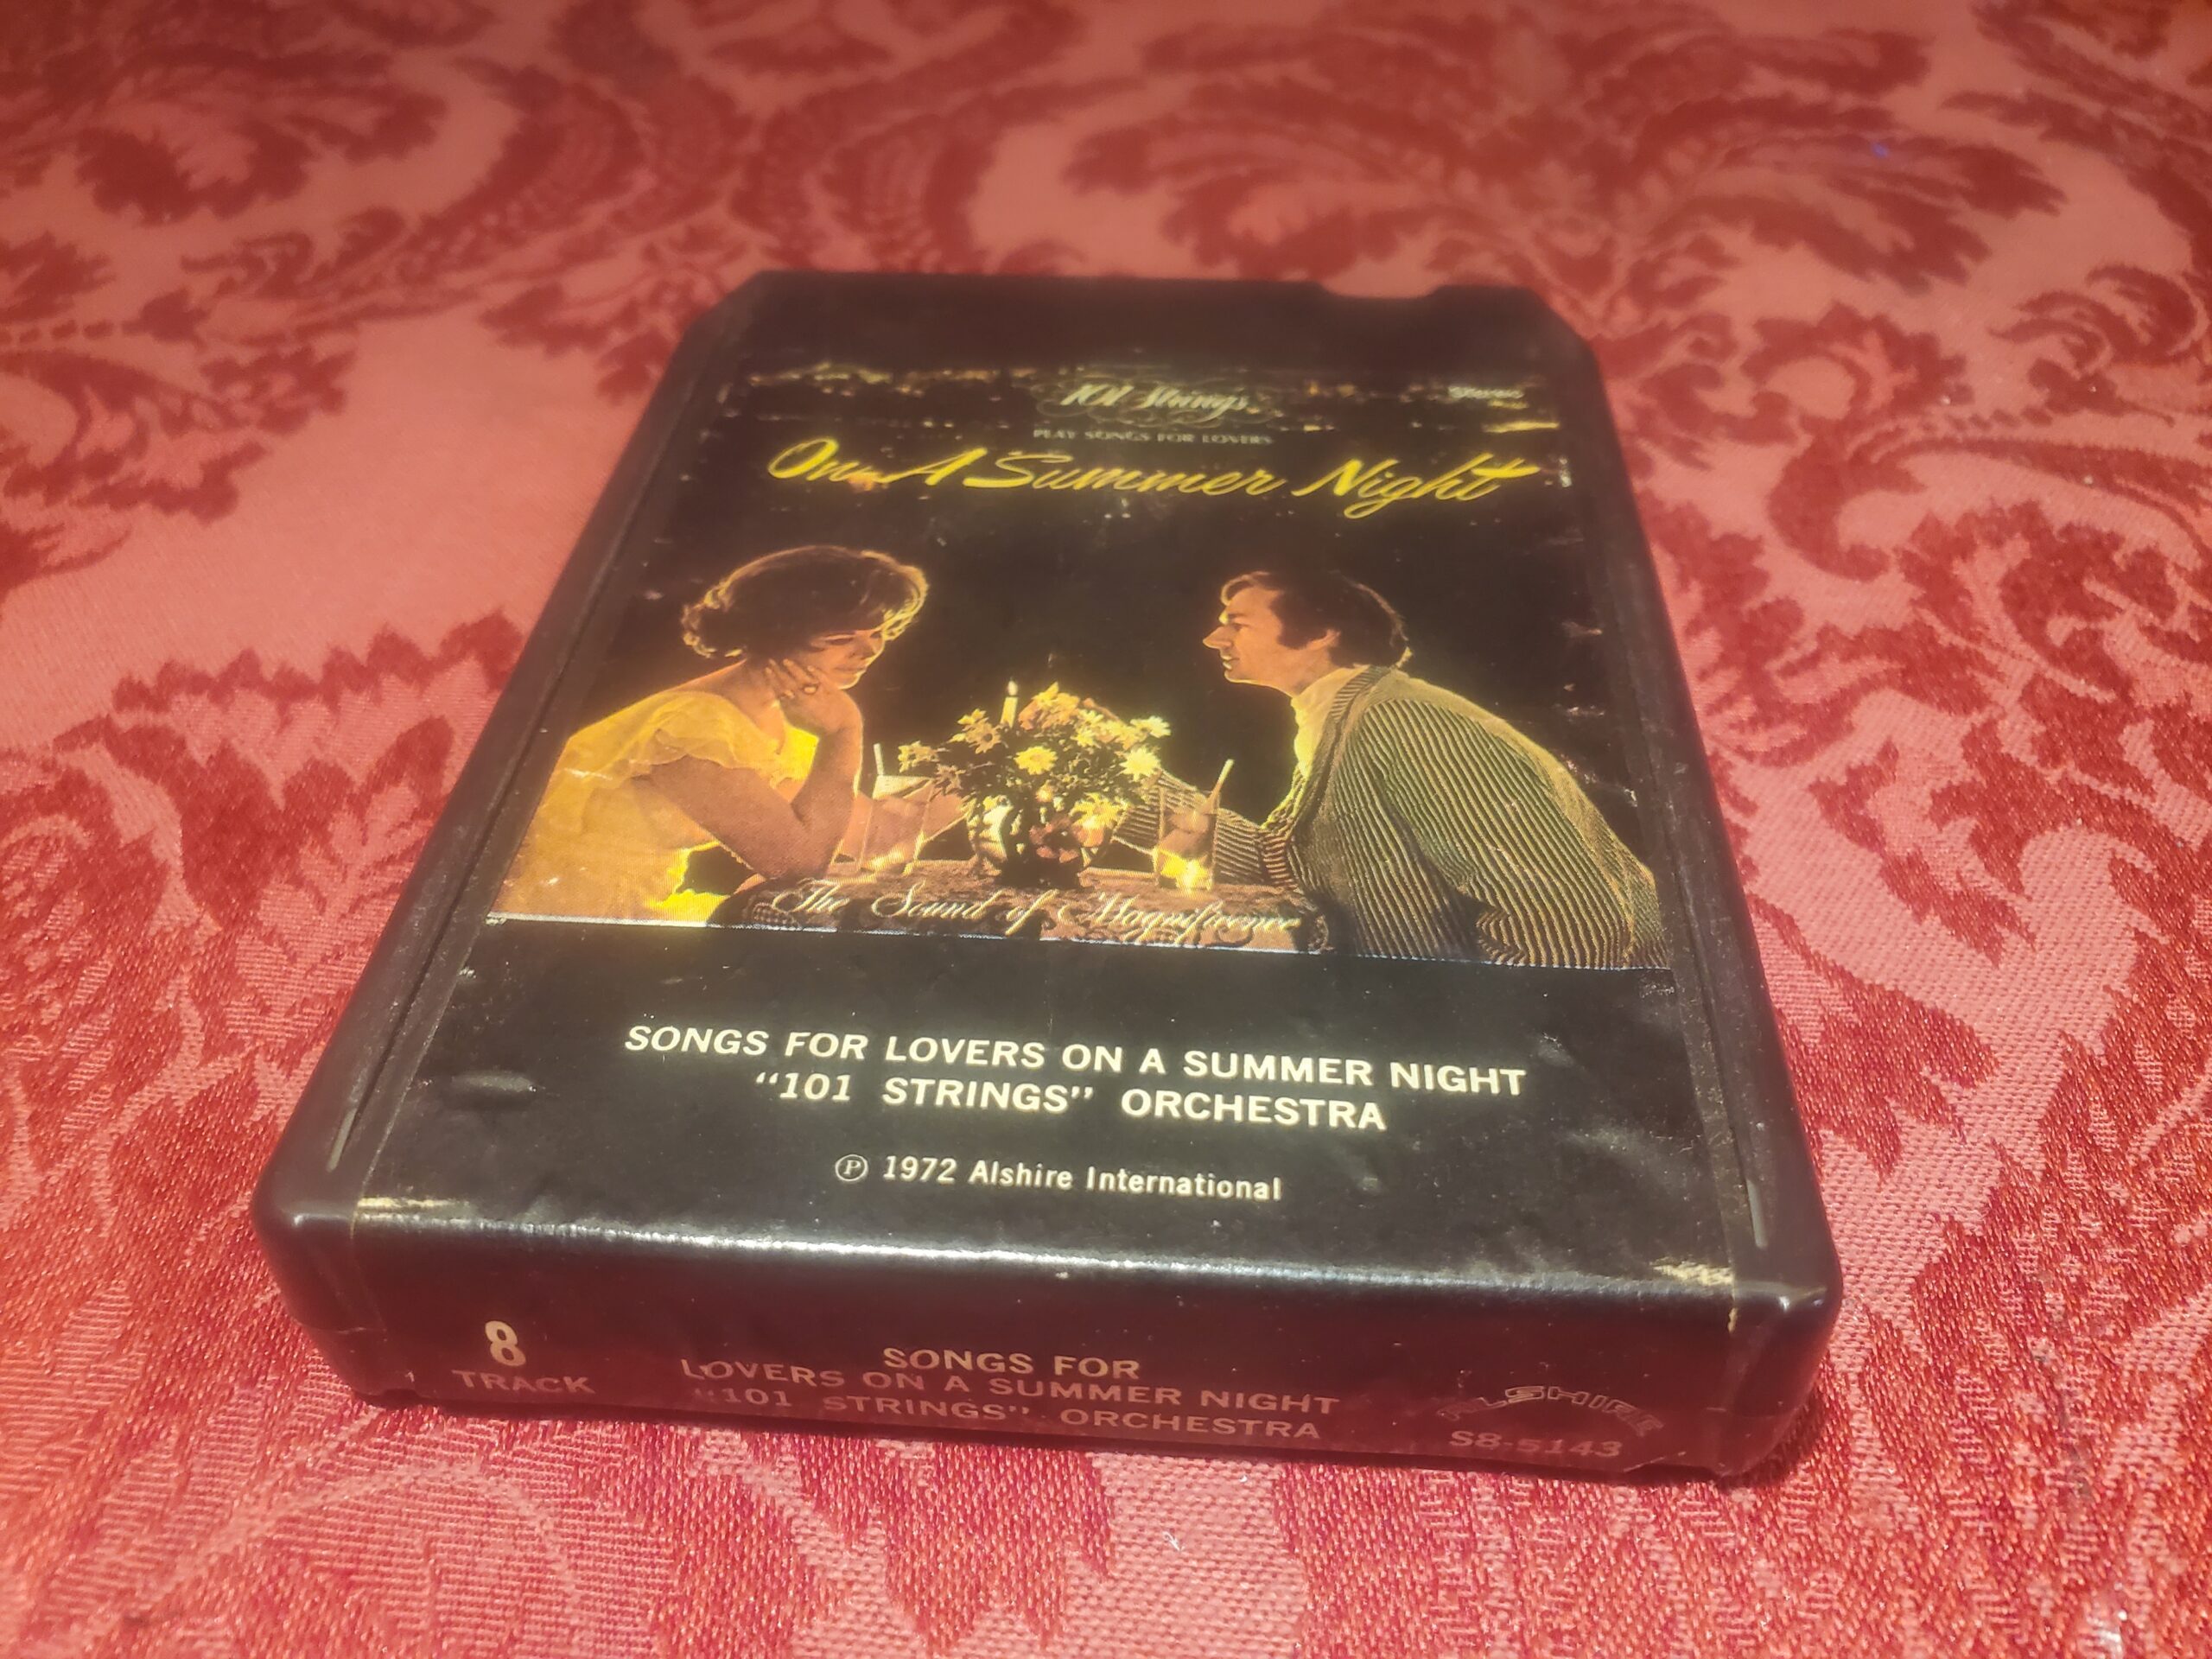 101 Strings
Stereo
PLAY SONGS FOR LOVERS
On A Summer Night
The Sound of Magnificence
SONGS FOR LOVERS ON A SUMMER NIGHT
“101 STRINGS” ORCHESTRA
Ⓟ 1972 Alshire International
8
TRACK
SONGS FOR
LOVERS ON A SUMMER NIGHT
“101 STRINGS” ORCHESTRA
ALSHIRE
S8-5143